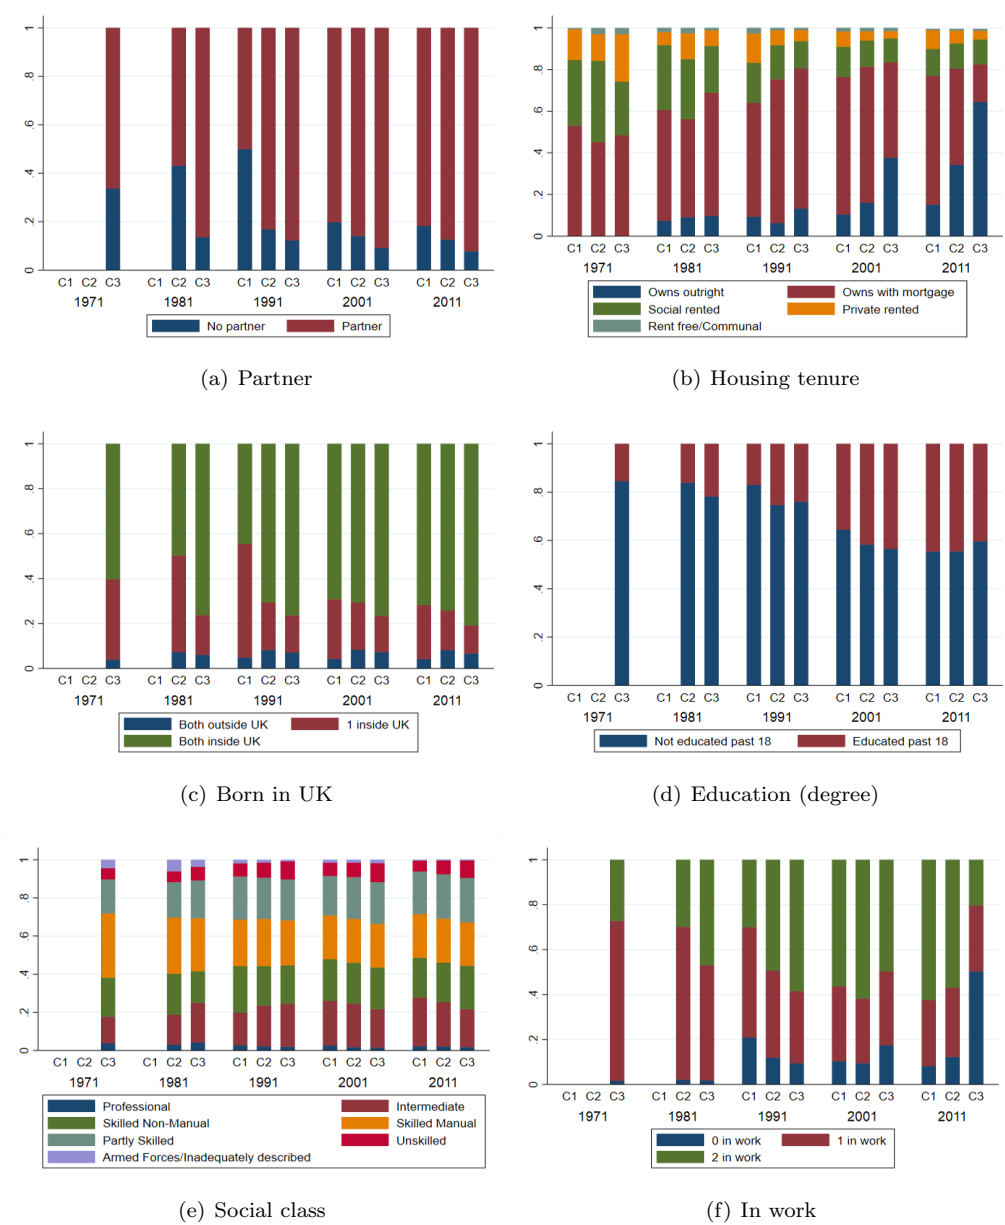 1
.8
.6
.4
.2
0
C1 C2 C3 C1 C2 C3 C1 C2 C3 C1 C2 C3 C1 C2 C3
1971 1981 1991 2001 2011
No partner Partner
(a) Partner
1
.8
.6
.4
.2
0
C1 C2 C3 C1 C2 C3 C1 C2 C3 C1 C2 C3 C1 C2 C3
1971 1981 1991 2001 2011
Owns outright Owns with mortgage
Social rented Private rented
Rent free/Communal
(b) Housing tenure
1
.8
.6
.4
.2
0
C1 C2 C3 C1 C2 C3 C1 C2 C3 C1 C2 C3 C1 C2 C3
1971 1981 1991 2001 2011
Both outside UK 1 inside UK
Both inside UK
(c) Born in UK
1
.8
.6
.4
.2
0
C1 C2 C3 C1 C2 C3 C1 C2 C3 C1 C2 C3 C1 C2 C3
1971 1981 1991 2001 2011
Not educated past 18 Educated past 18
(d) Education (degree)
1
.8
.6
.4
.2
0
C1 C2 C3 C1 C2 C3 C1 C2 C3 C1 C2 C3 C1 C2 C3
1971 1981 1991 2001 2011
Professional Intermediate
Skilled Non-Manual Skilled Manual
Partly Skilled Unskilled
Armed Forces/Inadequately described
(e) Social class
1
.8
.6
.4
.2
0
C1 C2 C3 C1 C2 C3 C1 C2 C3 C1 C2 C3 C1 C2 C3
1971 1981 1991 2001 2011
0 in work 1 in work
2 in work
(f) In work